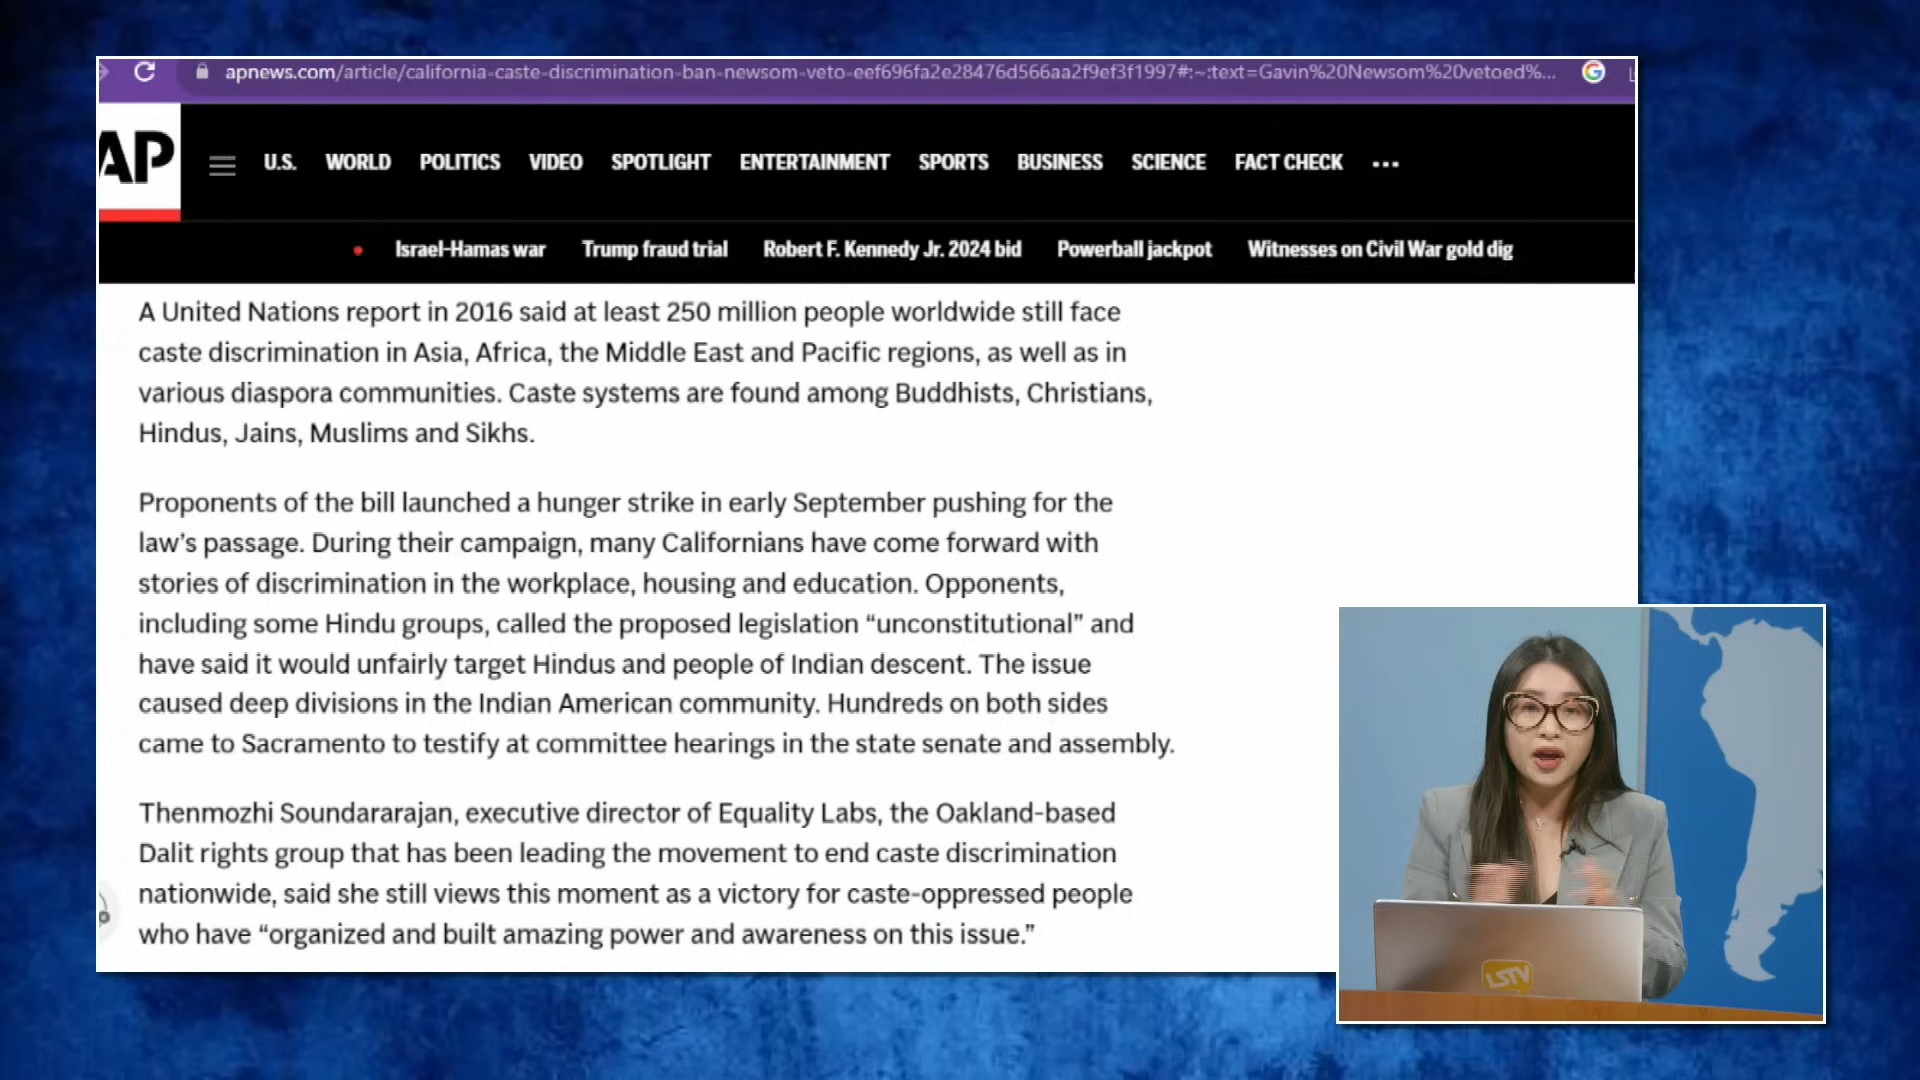 apnews.com/article/california-caste-discrimination-ban-newsom-veto-eef696fa2e28476d566aa2f9ef3f1997#:~:text=Gavin%20Newsom%20vetoed%...
AP
U.S. WORLD POLITICS VIDEO SPOTLIGHT ENTERTAINMENT SPORTS BUSINESS SCIENCE FACT CHECK ...
Israel-Hamas war Trump fraud trial Robert F. Kennedy Jr. 2024 bid Powerball jackpot Witnesses on Civil War gold dig
A United Nations report in 2016 said at least 250 million people worldwide still face
caste discrimination in Asia, Africa, the Middle East and Pacific regions, as well as in
various diaspora communities. Caste systems are found among Buddhists, Christians,
Hindus, Jains, Muslims and Sikhs.
Proponents of the bill launched a hunger strike in early September pushing for the
law’s passage. During their campaign, many Californians have come forward with
stories of discrimination in the workplace, housing and education. Opponents,
including some Hindu groups, called the proposed legislation “unconstitutional” and
have said it would unfairly target Hindus and people of Indian descent. The issue
caused deep divisions in the Indian American community. Hundreds on both sides
came to Sacramento to testify at committee hearings in the state senate and assembly.
Thenmozhi Soundararajan, executive director of Equality Labs, the Oakland-based
Dalit rights group that has been leading the movement to end caste discrimination
nationwide, said she still views this moment as a victory for caste-oppressed people
who have “organized and built amazing power and awareness on this issue.”
LSTV